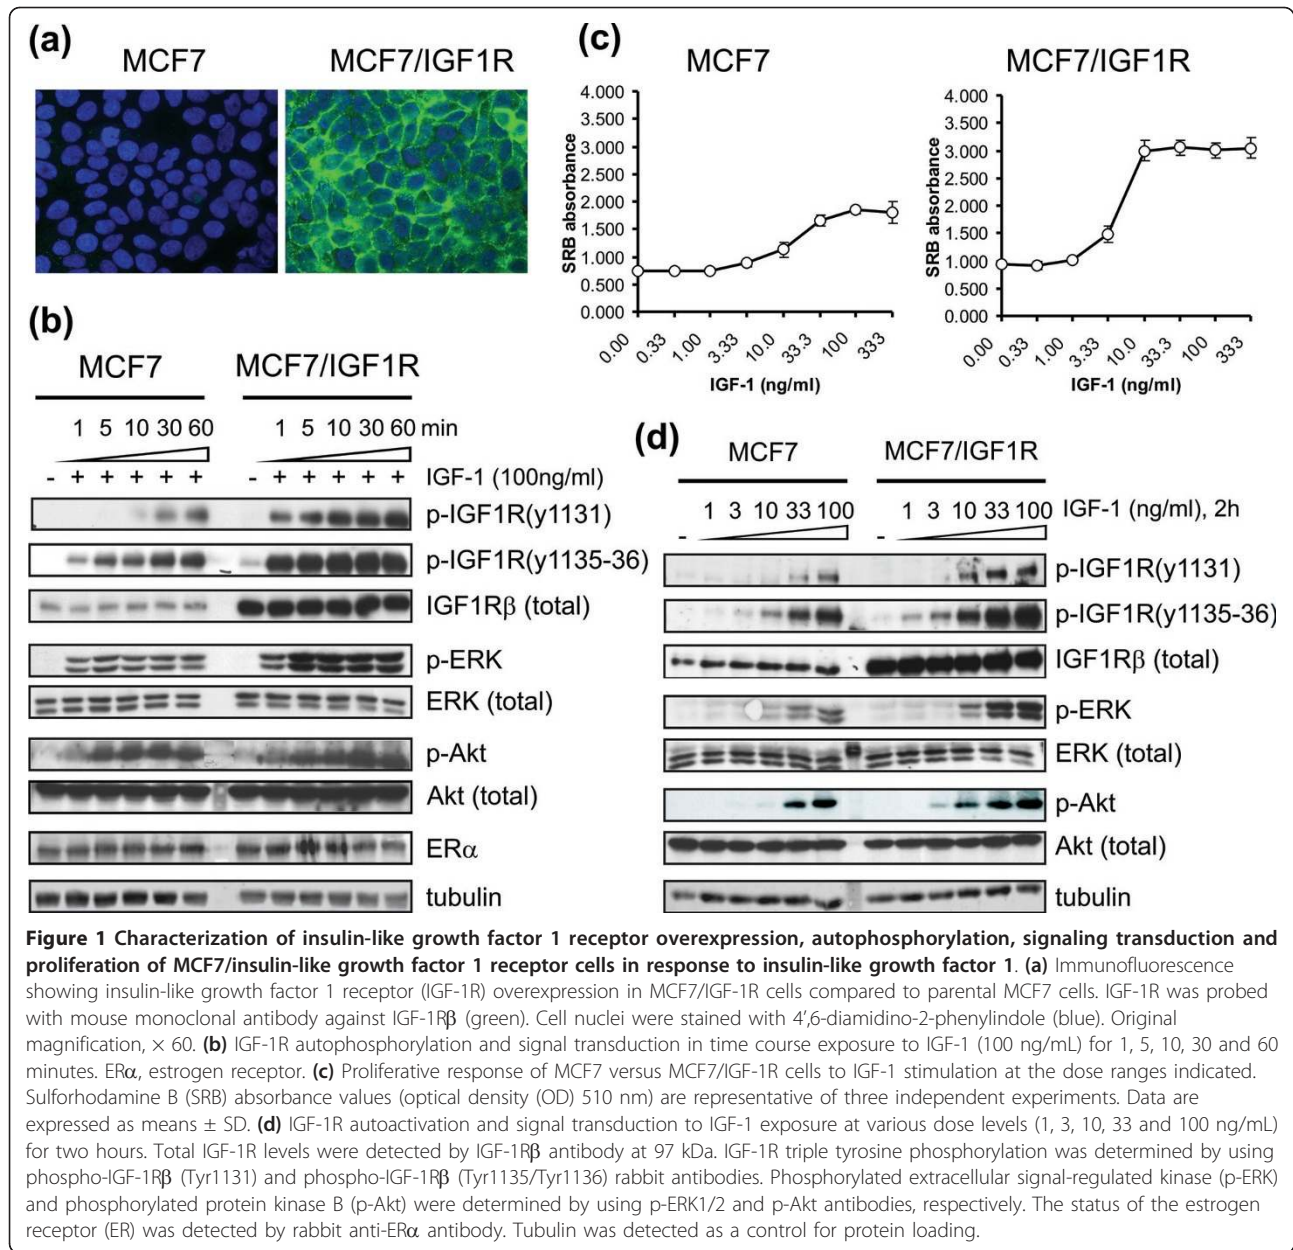 (a)
MCF7 MCF7/IGF1R
(b)
MCF7 MCF7/IGF1R
1 5 10 30 60 1 5 10 30 60 min
- + + + + + - + + + + + IGF-1 (100ng/ml)
p-IGF1R(y1131)
p-IGF1R(y1135-36)
IGF1Rβ (total)
p-ERK
ERK (total)
p-Akt
Akt (total)
ERα
tubulin
(c)
MCF7
4.000
3.500
3.000
2.000
1.500
1.000
0.500
0.000
SRB absorbance
0.00 0.33 1.00 3.33 10.0 33.3 100 333
IGF-1 (ng/ml)
MCF7/IGF1R
4.000
3.500
3.000
2.000
1.500
1.000
0.500
0.000
SRB absorbance
0.00 0.33 1.00 3.33 10.0 33.3 100 333
IGF-1 (ng/ml)
(d)
MCF7 MCF7/IGF1R
- 1 3 10 33 100 - 1 3 10 33 100 IGF-1 (ng/ml), 2h
p-IGF1R(y1131)
p-IGF1R(y1135-36)
IGF1Rβ (total)
p-ERK
ERK (total)
p-Akt
Akt (total)
tubulin
Figure 1 Characterization of insulin-like growth factor 1 receptor overexpression, autophosphorylation, signaling transduction and
proliferation of MCF7/insulin-like growth factor 1 receptor cells in response to insulin-like growth factor 1. (a) Immunofluorescence
showing insulin-like growth factor 1 receptor (IGF-1R) overexpression in MCF7/IGF-1R cells compared to parental MCF7 cells. IGF-1R was probed
with mouse monoclonal antibody against IGF-1Rβ (green). Cell nuclei were stained with 4',6-diamidino-2-phenylindole (blue). Original
magnification, × 60. (b) IGF-1R autophosphorylation and signal transduction in time course exposure to IGF-1 (100 ng/mL) for 1, 5, 10, 30 and 60
minutes. ERα, estrogen receptor. (c) Proliferative response of MCF7 versus MCF7/IGF-1R cells to IGF-1 stimulation at the dose ranges indicated.
Sulforhodamine B (SRB) absorbance values (optical density (OD) 510 nm) are representative of three independent experiments. Data are
expressed as means ± SD. (d) IGF-1R autoactivation and signal transduction to IGF-1 exposure at various dose levels (1, 3, 10, 33 and 100 ng/mL)
for two hours. Total IGF-1R levels were detected by IGF-1Rβ antibody at 97 kDa. IGF-1R triple tyrosine phosphorylation was determined by using
phospho-IGF-1Rβ (Tyr1131) and phospho-IGF-1Rβ (Tyr1135/Tyr1136) rabbit antibodies. Phosphorylated extracellular signal-regulated kinase (p-ERK)
and phosphorylated protein kinase B (p-Akt) were determined by using p-ERK1/2 and p-Akt antibodies, respectively. The status of the estrogen
receptor (ER) was detected by rabbit anti-ERα antibody. Tubulin was detected as a control for protein loading.